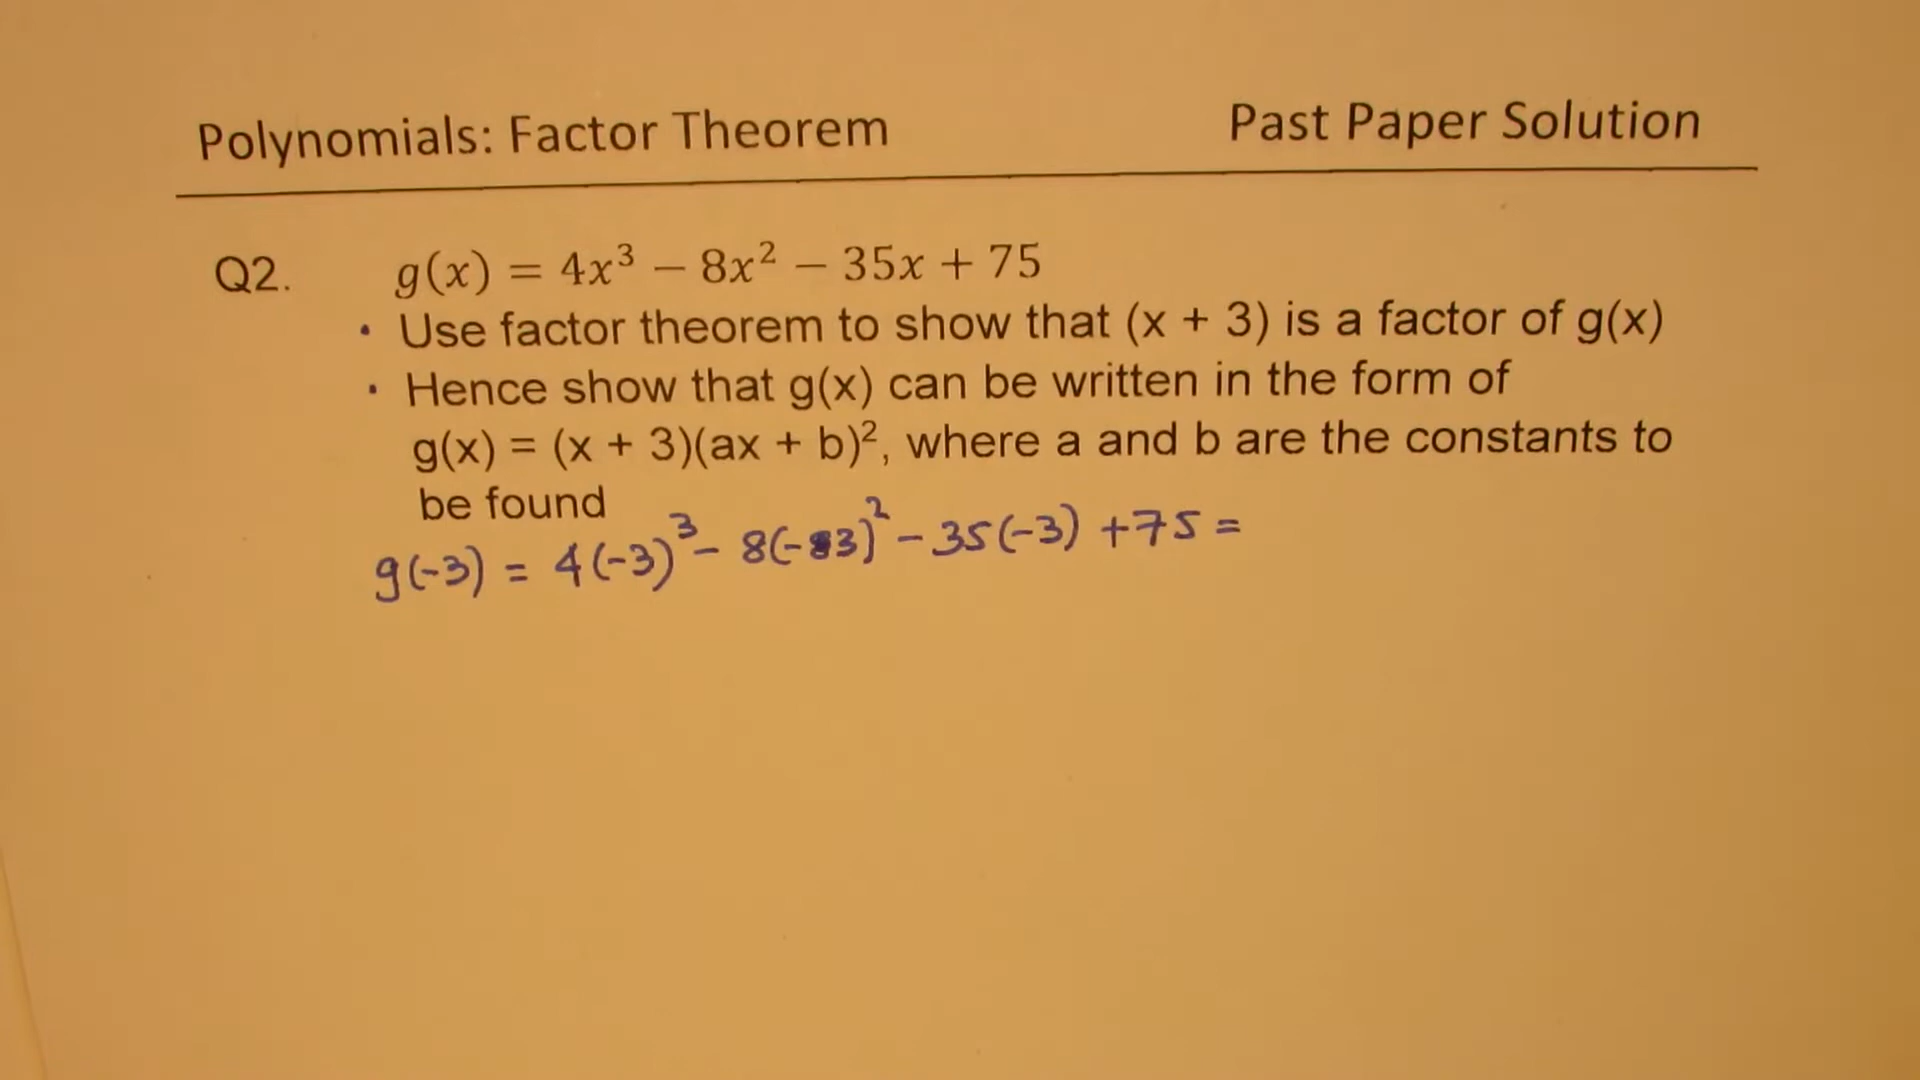 Polynomials: Factor Theorem Past Paper Solution
Q2. g(x) = 4x³ − 8x² − 35x + 75
• Use factor theorem to show that (x + 3) is a factor of g(x)
• Hence show that g(x) can be written in the form of
g(x) = (x + 3)(ax + b)², where a and b are the constants to
be found
g(-3) = 4(-3)³ - 8(-3)² - 35(-3) + 75 =